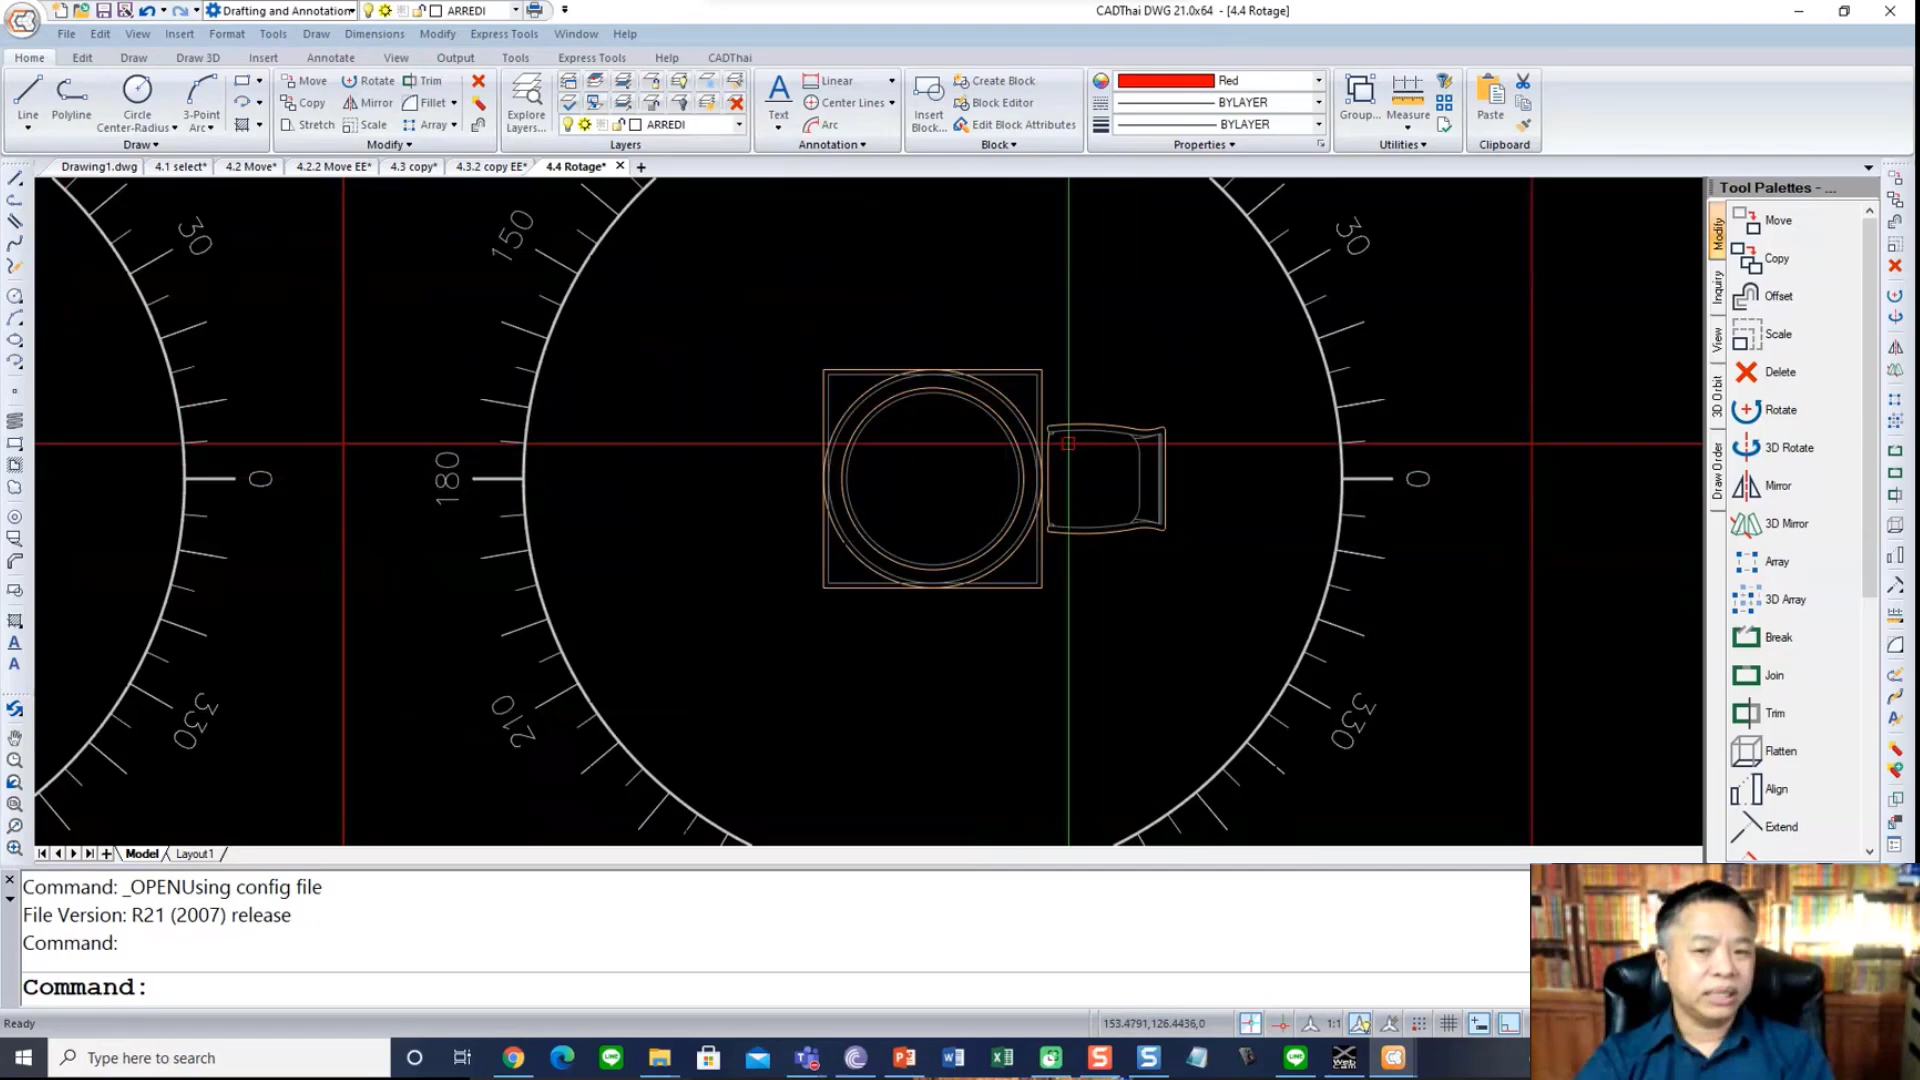 Drafting and Annotation
ARREDI
CADThai DWG 21.0x64 - [4.4 Rotage]
File Edit View Insert Format Tools Draw Dimensions Modify Express Tools Window Help
Home Edit Draw Draw 3D Insert Annotate View Output Tools Express Tools Help CADThai
Line
Polyline
Circle
Center-Radius
3-Point
Arc
Draw
Move Rotate Trim
Copy Mirror Fillet
Stretch Scale Array
Modify
Explore
Layers...
ARREDI
Layers
Text
Linear
Center Lines
Arc
Annotation
Insert
Block...
Create Block
Block Editor
Edit Block Attributes
Block
Red
BYLAYER
BYLAYER
Properties
Group...
Measure
Utilities
Paste
Clipboard
Drawing1.dwg 4.1 select* 4.2 Move* 4.2.2 Move EE* 4.3 copy* 4.3.2 copy EE* 4.4 Rotage*
30
0
330
150
180
210
30
0
330
Tool Palettes - ...
Modify
Inquiry
View
3D Orbit
Draw Order
Move
Copy
Offset
Scale
Delete
Rotate
3D Rotate
Mirror
3D Mirror
Array
3D Array
Break
Join
Trim
Flatten
Align
Extend
Model Layout1
Command: _OPENUsing config file
File Version: R21 (2007) release
Command:
Command:
Ready
153.4791,126.4436,0
1:1
Type here to search